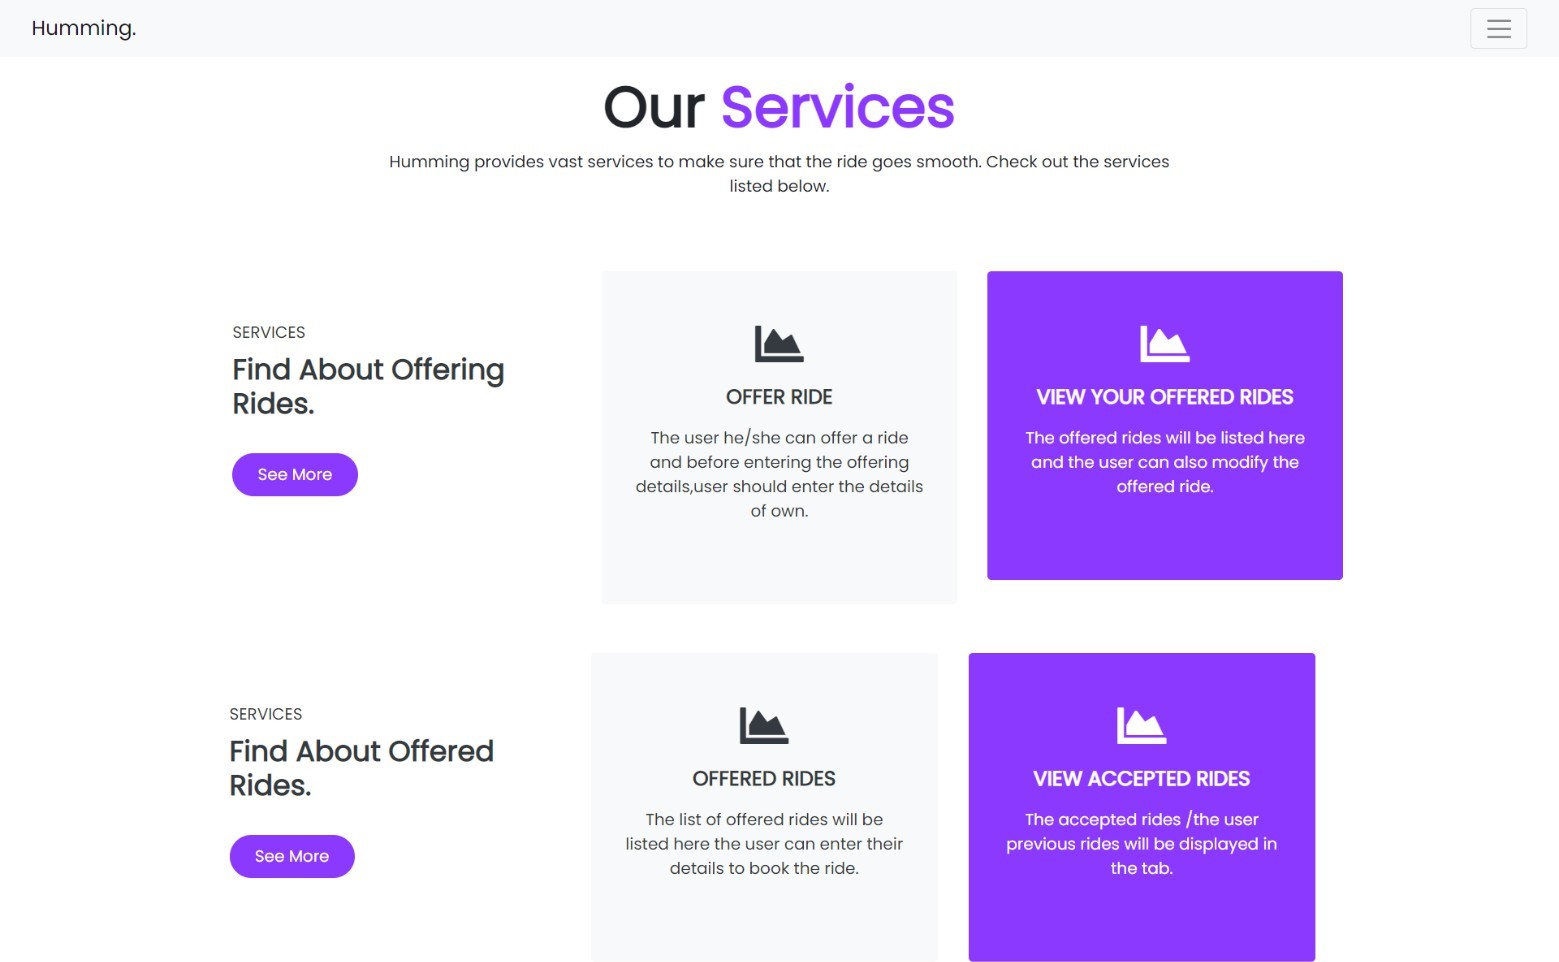 Humming.
Our Services
Humming provides vast services to make sure that the ride goes smooth. Check out the services
listed below.
SERVICES
Find About Offering
Rides.
See More
OFFER RIDE
The user he/she can offer a ride
and before entering the offering
details,user should enter the details
of own.
VIEW YOUR OFFERED RIDES
The offered rides will be listed here
and the user can also modify the
offered ride.
SERVICES
Find About Offered
Rides.
See More
OFFERED RIDES
The list of offered rides will be
listed here the user can enter their
details to book the ride.
VIEW ACCEPTED RIDES
The accepted rides /the user
previous rides will be displayed in
the tab.